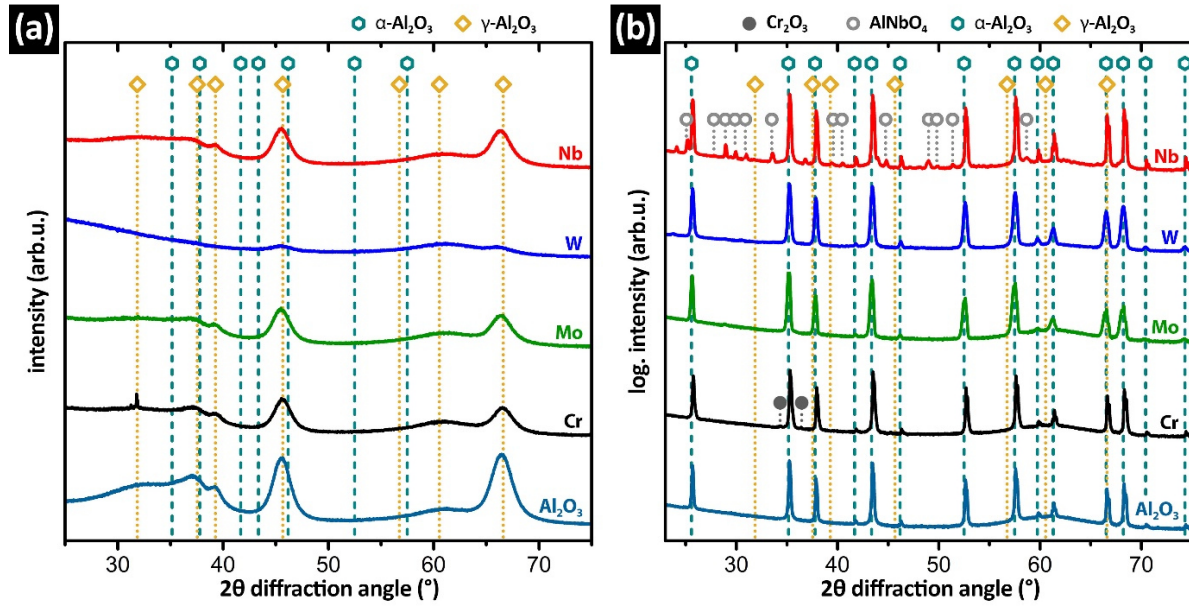 (a)
α-Al₂O₃
γ-Al₂O₃
intensity (arb.u.)
Nb
W
Mo
Cr
Al₂O₃
30 40 50 60 70
2θ diffraction angle (°)
(b)
Cr₂O₃
AlNbO₄
α-Al₂O₃
γ-Al₂O₃
log. intensity (arb.u.)
Nb
W
Mo
Cr
Al₂O₃
30 40 50 60 70
2θ diffraction angle (°)